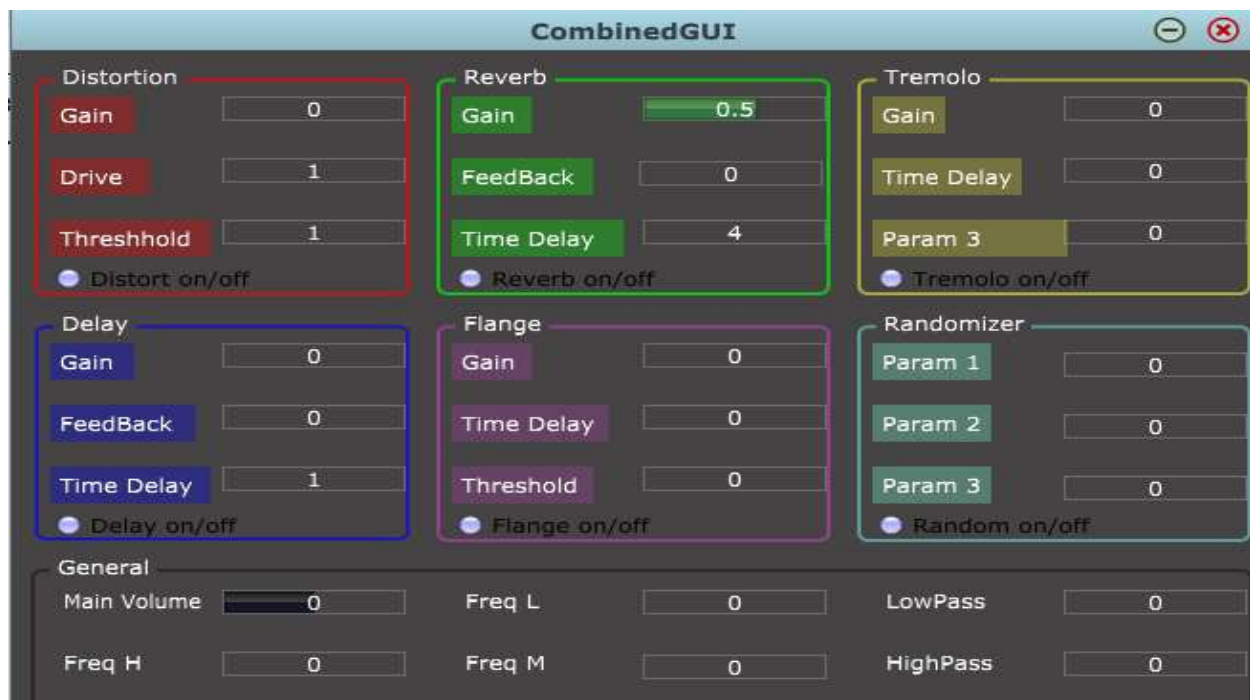 CombinedGUI
Distortion
Gain 0
Drive 1
Threshhold 1
Distort on/off
Reverb
Gain 0.5
FeedBack 0
Time Delay 4
Reverb on/off
Tremolo
Gain 0
Time Delay 0
Param 3 0
Tremolo on/off
Delay
Gain 0
FeedBack 0
Time Delay 1
Delay on/off
Flange
Gain 0
Time Delay 0
Threshold 0
Flange on/off
Randomizer
Param 1 0
Param 2 0
Param 3 0
Random on/off
General
Main Volume 0 Freq L 0 LowPass 0
Freq H 0 Freq M 0 HighPass 0